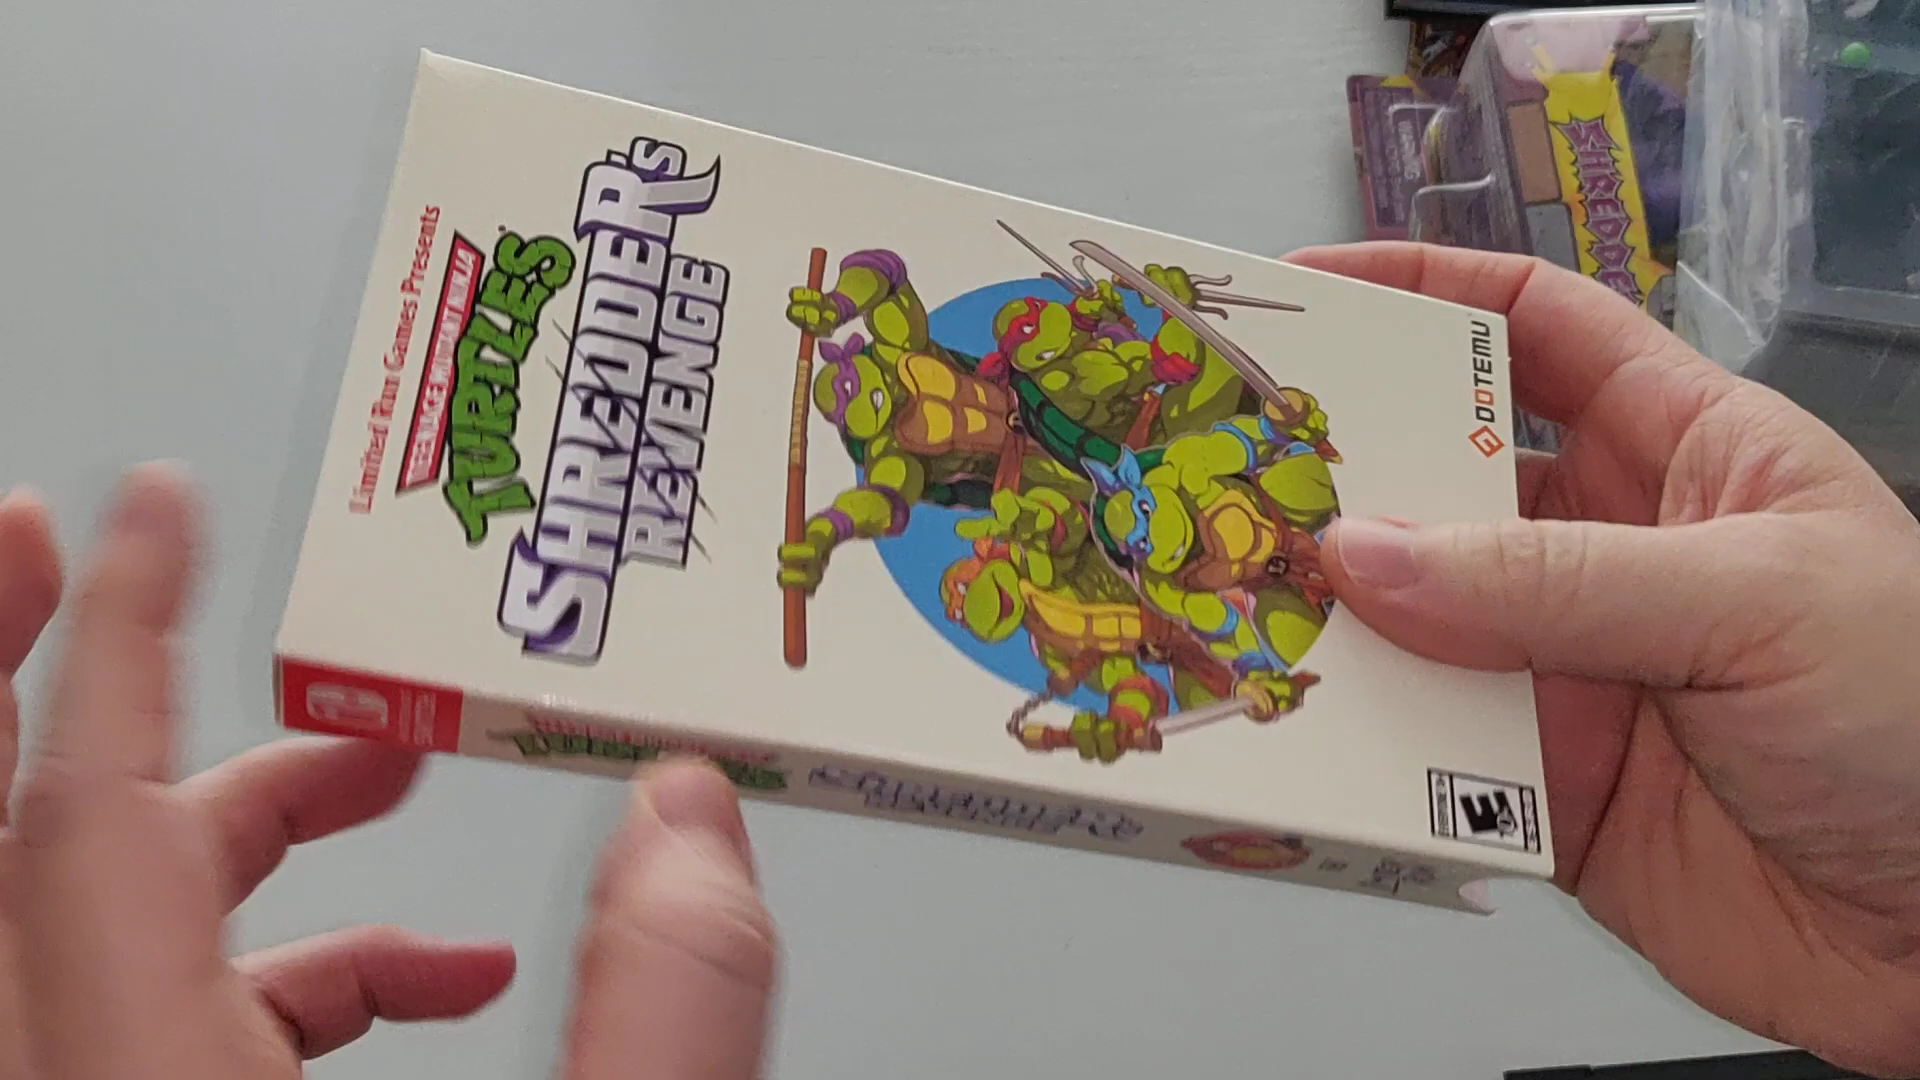 Limited Run Games Presents
TEENAGE MUTANT NINJA
TURTLES
SHREDDER'S
REVENGE
DOTEMU
E
SHREDDER